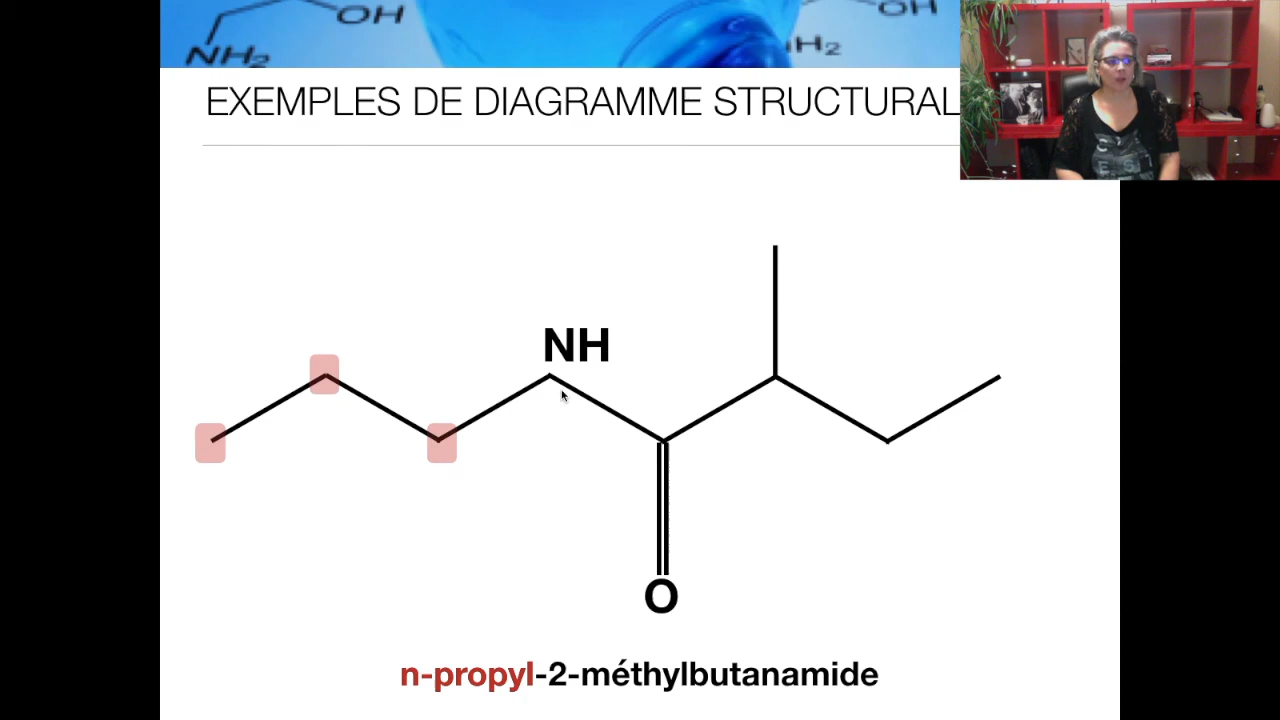 OH
OH
NH2
H2
EXEMPLES DE DIAGRAMME STRUCTURAL
NH
O
n-propyl-2-méthylbutanamide